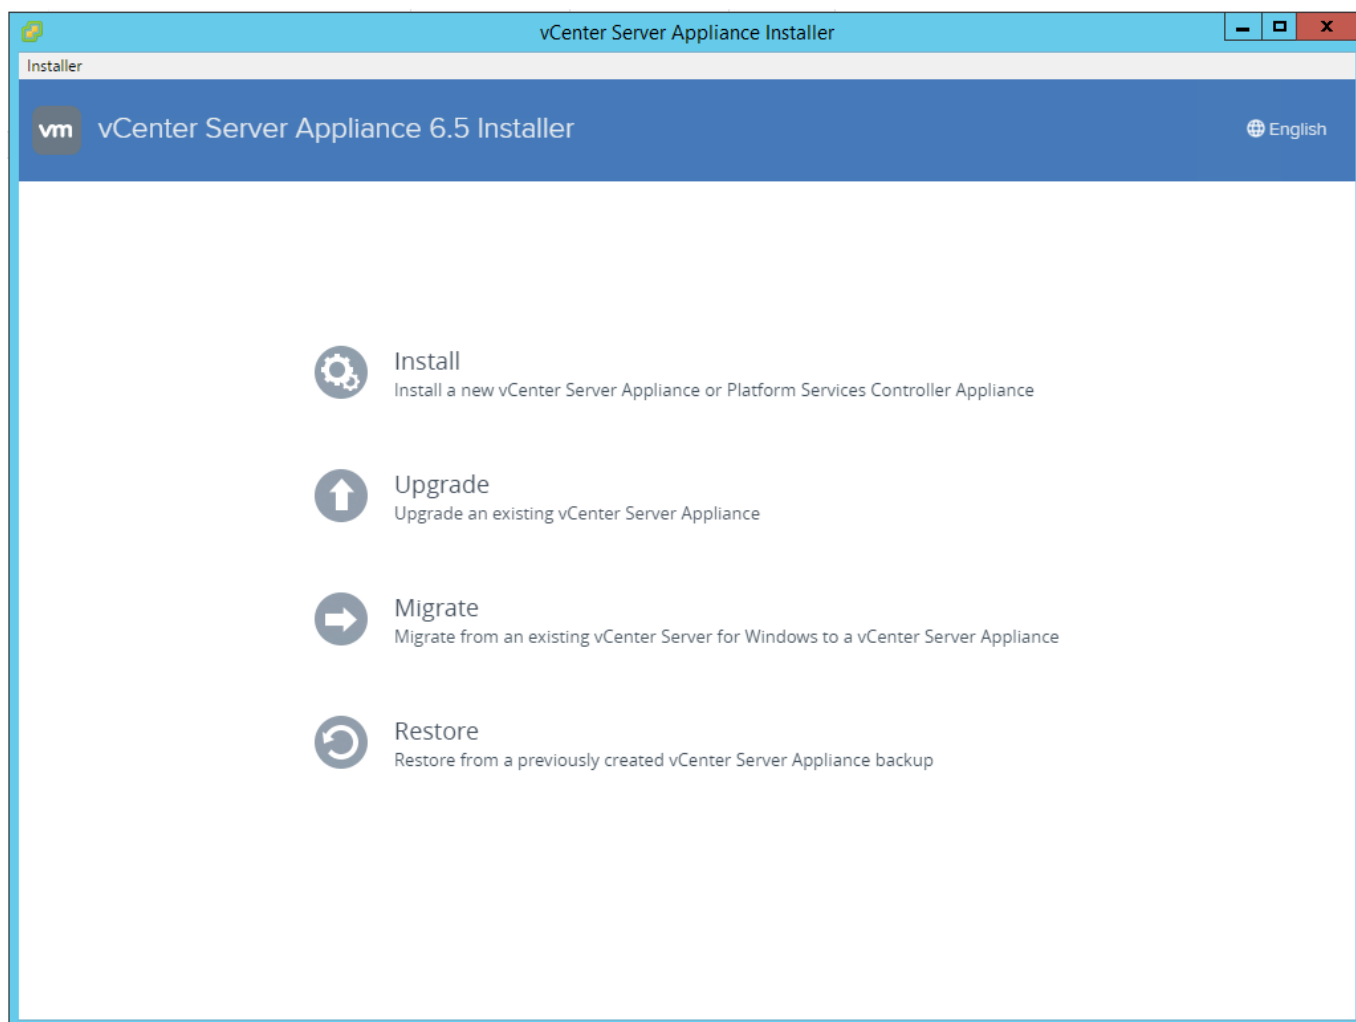 vCenter Server Appliance Installer
Installer
vm vCenter Server Appliance 6.5 Installer English
Install
Install a new vCenter Server Appliance or Platform Services Controller Appliance
Upgrade
Upgrade an existing vCenter Server Appliance
Migrate
Migrate from an existing vCenter Server for Windows to a vCenter Server Appliance
Restore
Restore from a previously created vCenter Server Appliance backup